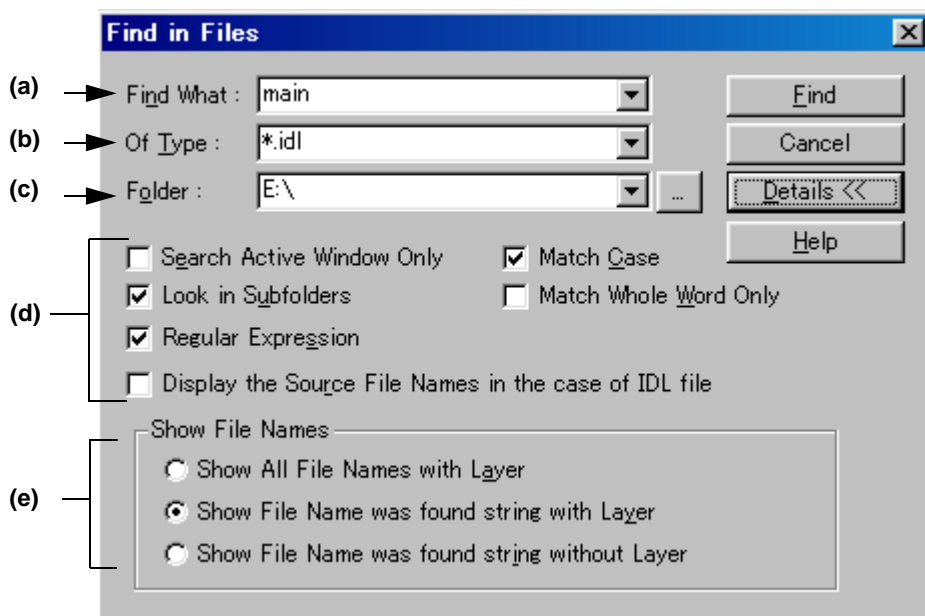 Find in Files
(a) Find What : main Find
(b) Of Type : *.idl Cancel
(c) Folder : E:\ ... Details <<
Help
Search Active Window Only Match Case
(d) Look in Subfolders Match Whole Word Only
Regular Expression
Display the Source File Names in the case of IDL file
Show File Names
Show All File Names with Layer
(e) Show File Name was found string with Layer
Show File Name was found string without Layer